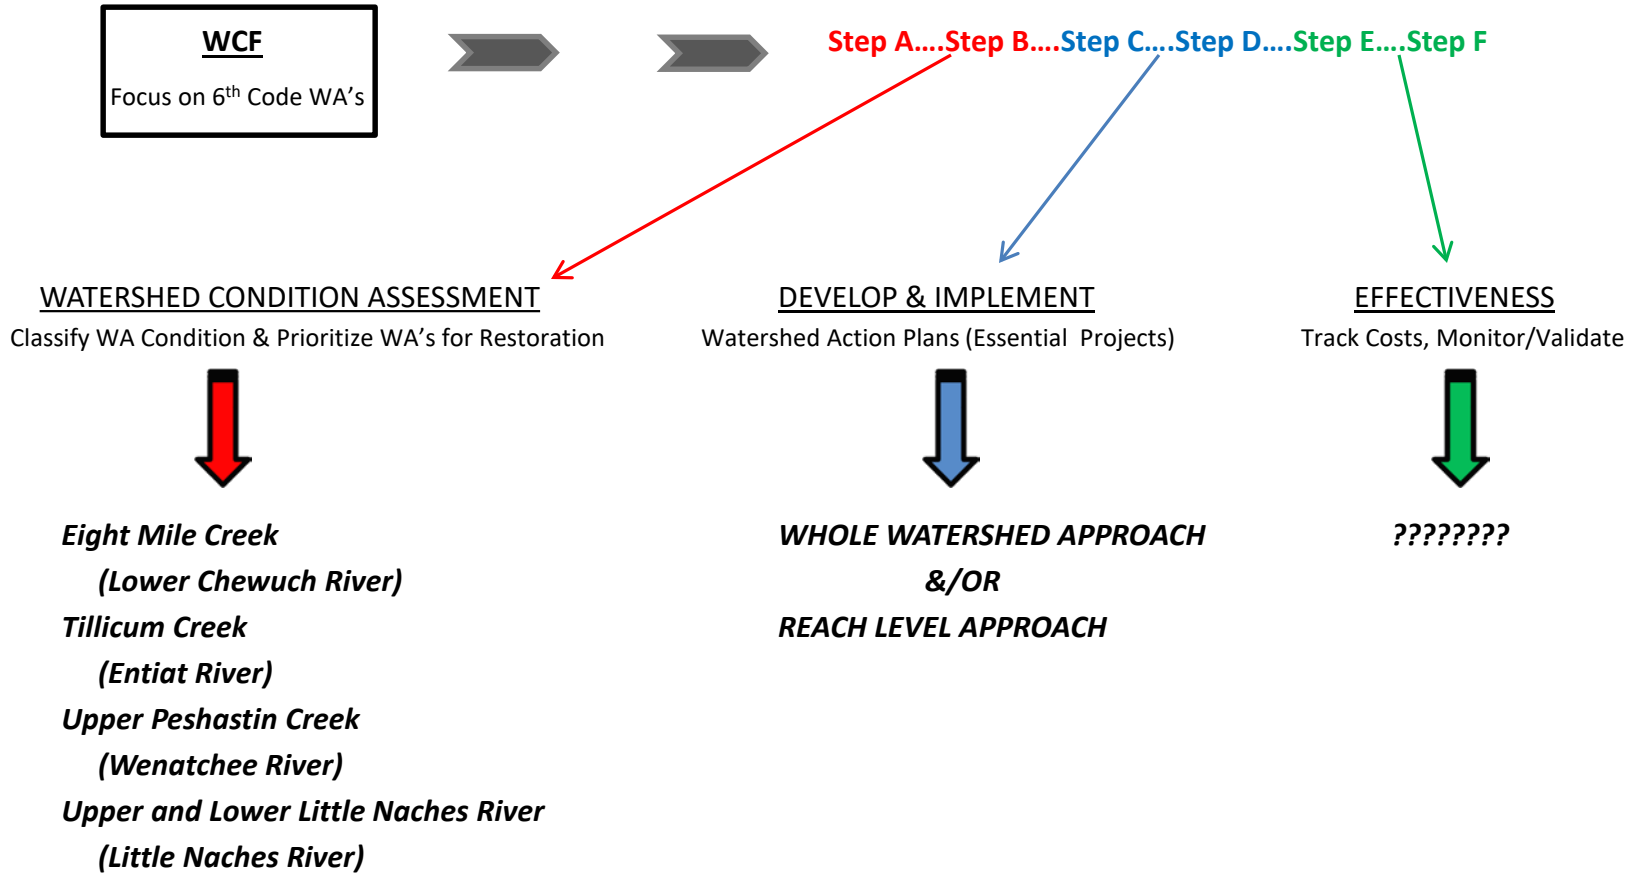 WCF
Focus on 6th Code WA's
Step A....Step B....Step C....Step D....Step E....Step F
WATERSHED CONDITION ASSESSMENT
Classify WA Condition & Prioritize WA's for Restoration
DEVELOP & IMPLEMENT
Watershed Action Plans (Essential Projects)
EFFECTIVENESS
Track Costs, Monitor/Validate
Eight Mile Creek
(Lower Chewuch River)
Tillicum Creek
(Entiat River)
Upper Peshastin Creek
(Wenatchee River)
Upper and Lower Little Naches River
(Little Naches River)
WHOLE WATERSHED APPROACH
&/OR
REACH LEVEL APPROACH
????????